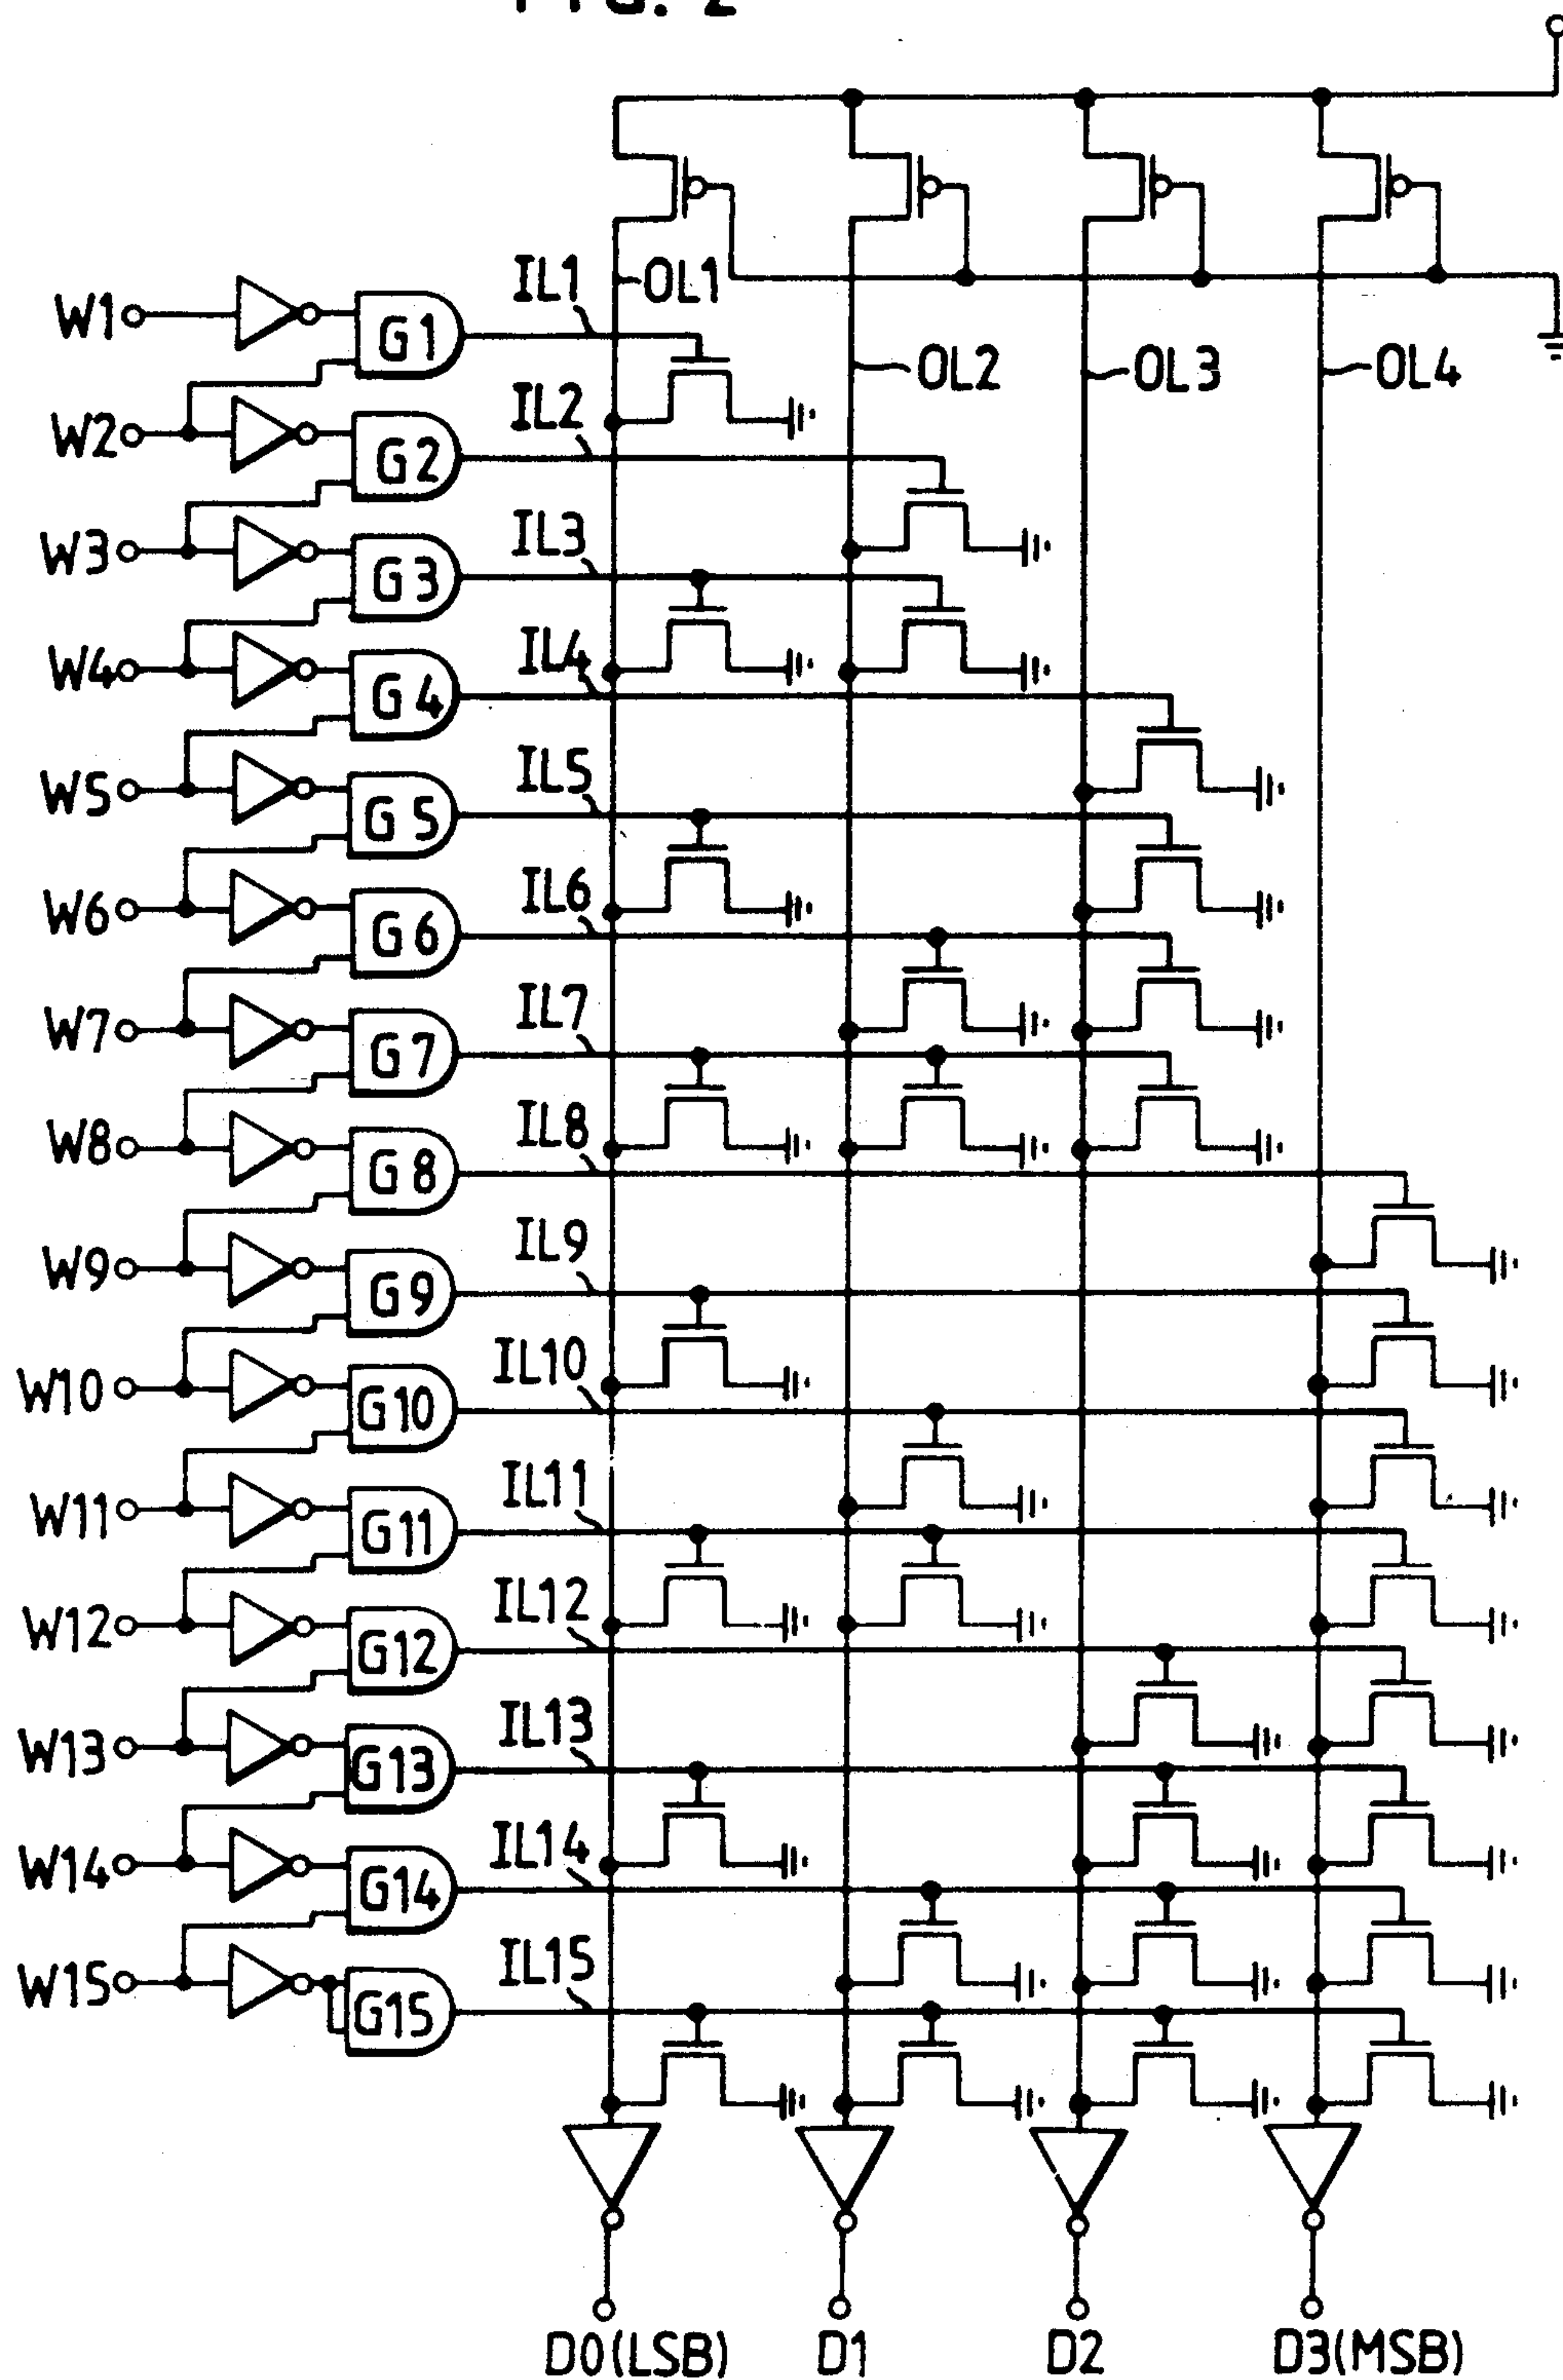 FIG. 2
IL1
OL1
W1
G1
OL2
OL3
OL4
IL2
W2
G2
IL3
W3
G3
IL4
W4
G4
IL5
W5
G5
IL6
W6
G6
IL7
W7
G7
IL8
W8
G8
IL9
W9
G9
IL10
W10
G10
IL11
W11
G11
IL12
W12
G12
IL13
W13
G13
IL14
W14
G14
IL15
W15
G15
D0(LSB)
D1
D2
D3(MSB)